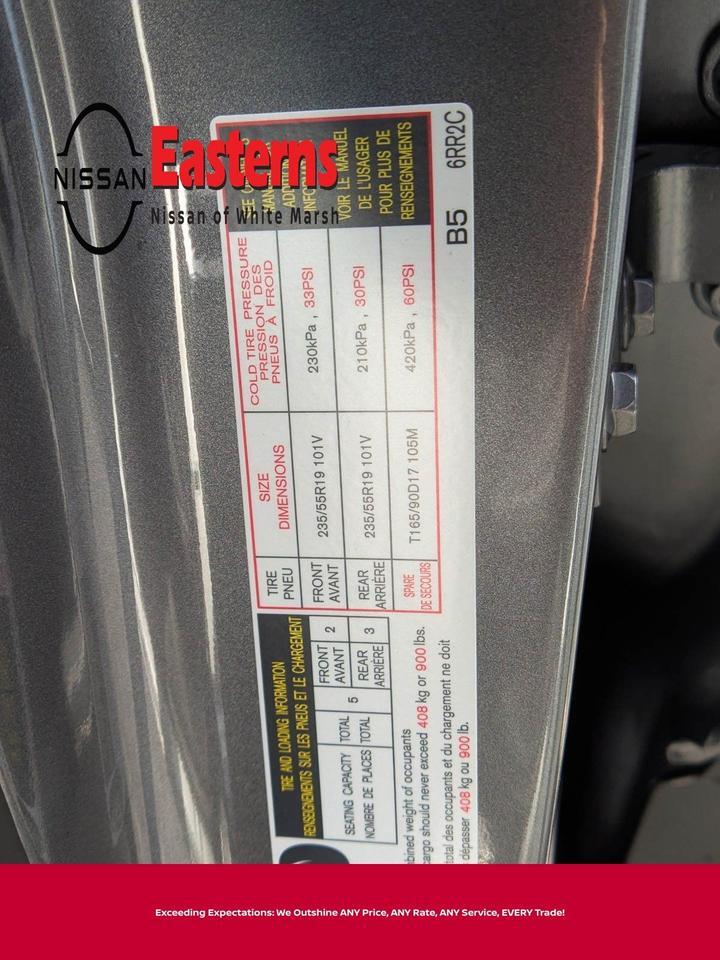 NISSAN
Easterns
Nissan of White Marsh
TIRE AND LOADING INFORMATION
RENSEIGNEMENTS SUR LES PNEUS ET LE CHARGEMENT
SEATING CAPACITY TOTAL 5 FRONT AVANT 2 REAR ARRIÈRE 3
NOMBRE DE PLACES TOTAL
bined weight of occupants
cargo should never exceed 408 kg or 900 lbs.
total des occupants et du chargement ne doit
dépasser 408 kg ou 900 lb.
TIRE PNEU
SIZE DIMENSIONS
COLD TIRE PRESSURE
PRESSION DES
PNEUS À FROID
FRONT AVANT 235/55R19 101V 230kPa , 33PSI
REAR ARRIÈRE 235/55R19 101V 210kPa , 30PSI
SPARE DE SECOURS T165/90D17 105M 420kPa , 60PSI
VOIR LE MANUEL
DE L'USAGER
POUR PLUS DE
RENSEIGNEMENTS
B5 6RR2C
Exceeding Expectations: We Outshine ANY Price, ANY Rate, ANY Service, EVERY Trade!